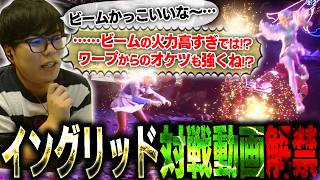 ビームかっこいいな〜…
……ビームの火力高すぎでは!?
ワープからのオケツも強くね!?
イングリッド対戦動画解禁